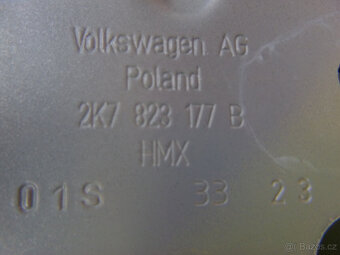 Volkswagen AG
Poland
2K7 823 177 B
HMX
01S 33 23
Bazos.cz